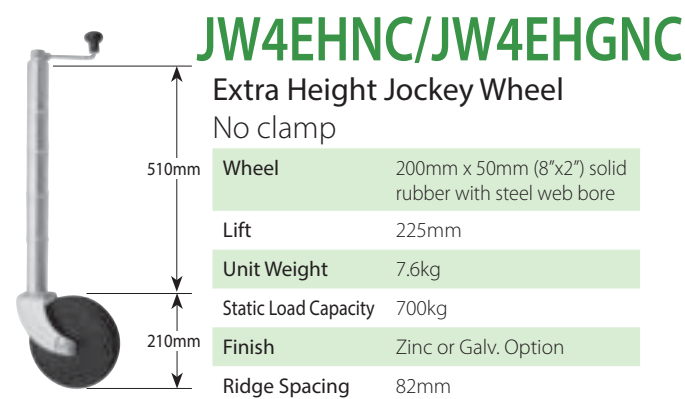 JW4EHNC/JW4EHGNC
Extra Height Jockey Wheel
No clamp
510mm
210mm
Wheel 200mm x 50mm (8”x2”) solid
rubber with steel web bore
Lift 225mm
Unit Weight 7.6kg
Static Load Capacity 700kg
Finish Zinc or Galv. Option
Ridge Spacing 82mm